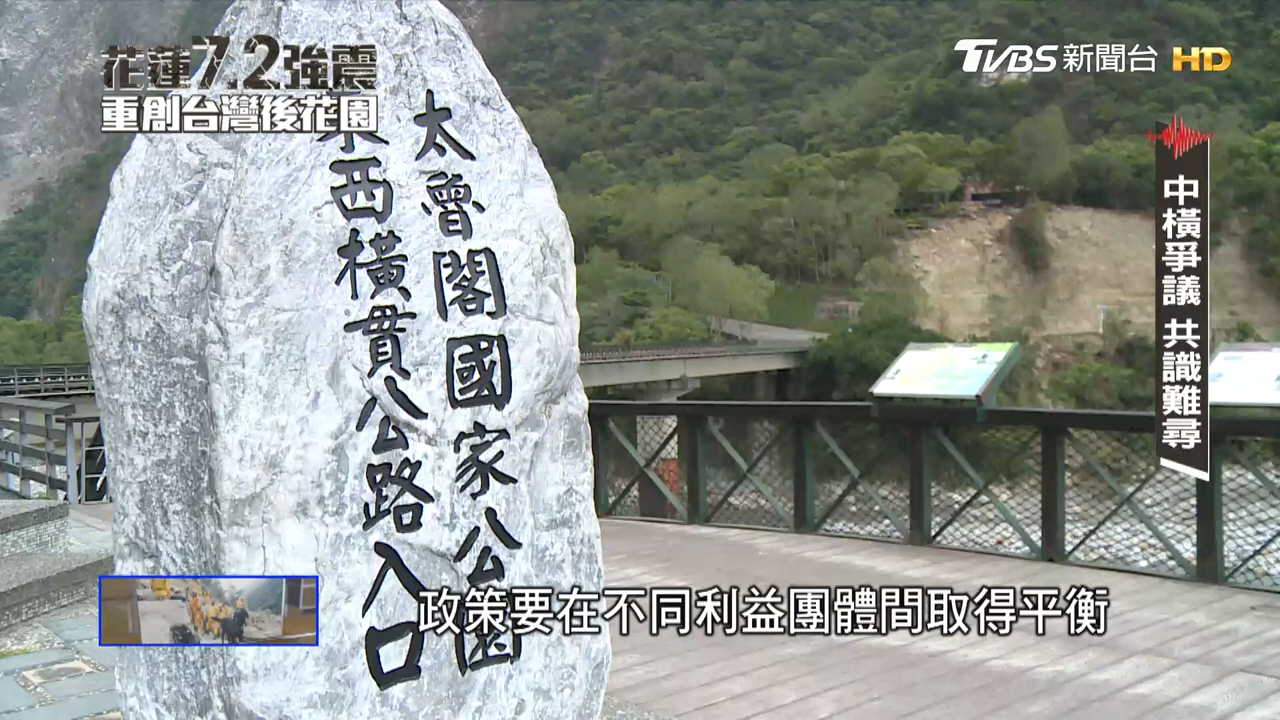 花蓮7.2強震
重創台灣後花園
TVBS新聞台 HD
中橫爭議 共識難尋
太魯閣國家公園
東西橫貫公路入口
政策要在不同利益團體間取得平衡